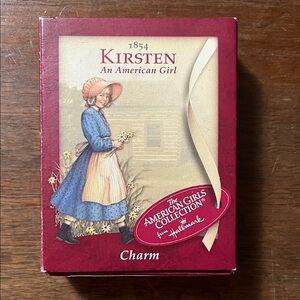 1854
KIRSTEN
An American Girl
The
AMERICAN GIRLS
COLLECTION®
from Hallmark
Charm